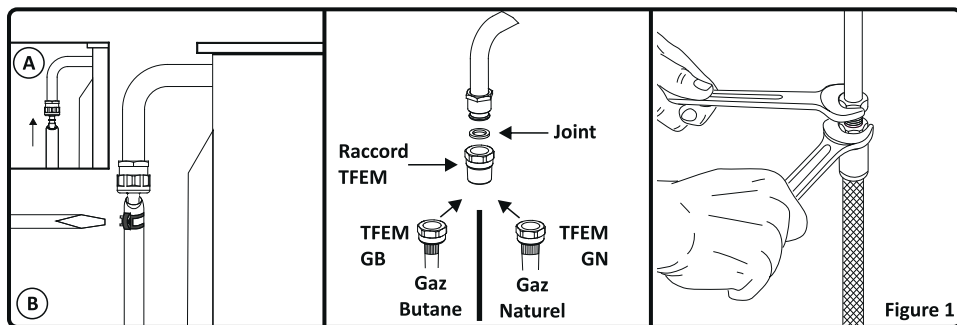 A
B
Joint
Raccord
TFEM
TFEM
GB
Gaz
Butane
TFEM
GN
Gaz
Naturel
Figure 1